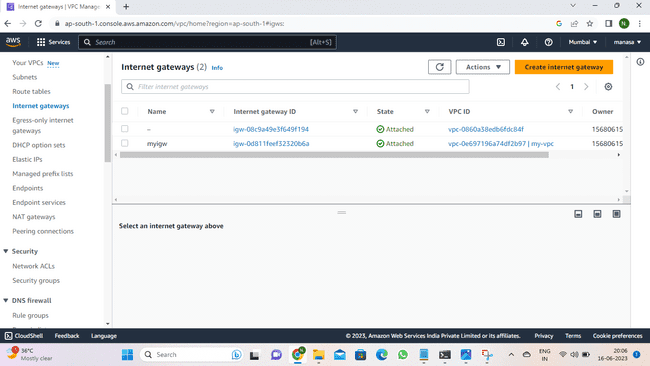 Internet gateways | VPC Manage
ap-south-1.console.aws.amazon.com/vpc/home?region=ap-south-1#igws:
N
aws
Services
Search
[Alt+S]
Mumbai
manasa
Your VPCs New
Subnets
Route tables
Internet gateways
Egress-only internet
gateways
DHCP option sets
Elastic IPs
Managed prefix lists
Endpoints
Endpoint services
NAT gateways
Peering connections
Security
Network ACLs
Security groups
DNS firewall
Rule groups
Internet gateways (2) Info
Actions
Create internet gateway
Filter internet gateways
1
Name Internet gateway ID State VPC ID Owner
– igw-08c9a49e3f649f194 Attached vpc-0860a38edb6fdc84f 15680615
myigw igw-0d811feef32320b6a Attached vpc-0e697196a74df2b97 | my-vpc 15680615
Select an internet gateway above
CloudShell Feedback Language
© 2023, Amazon Web Services India Private Limited or its affiliates. Privacy Terms Cookie preferences
36°C
Mostly clear
Search
ENG
IN
20:06
16-06-2023